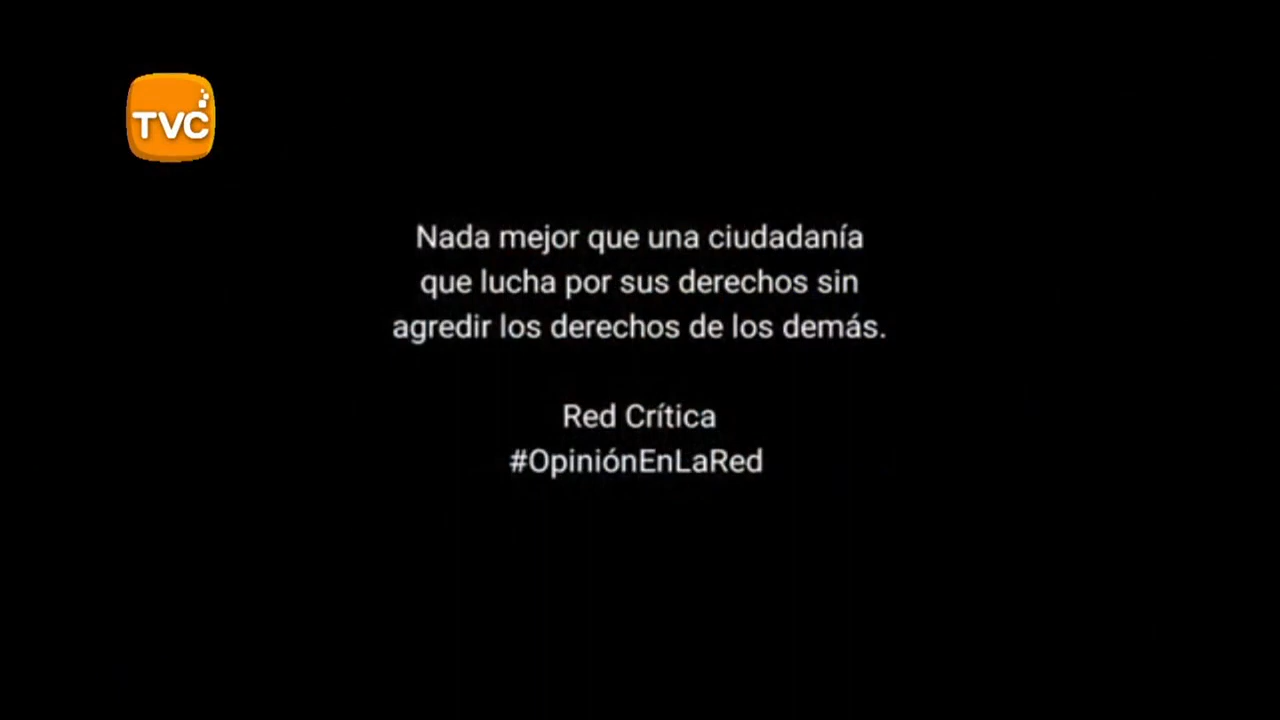 TVC
Nada mejor que una ciudadanía
que lucha por sus derechos sin
agredir los derechos de los demás.
Red Crítica
#OpiniónEnLaRed